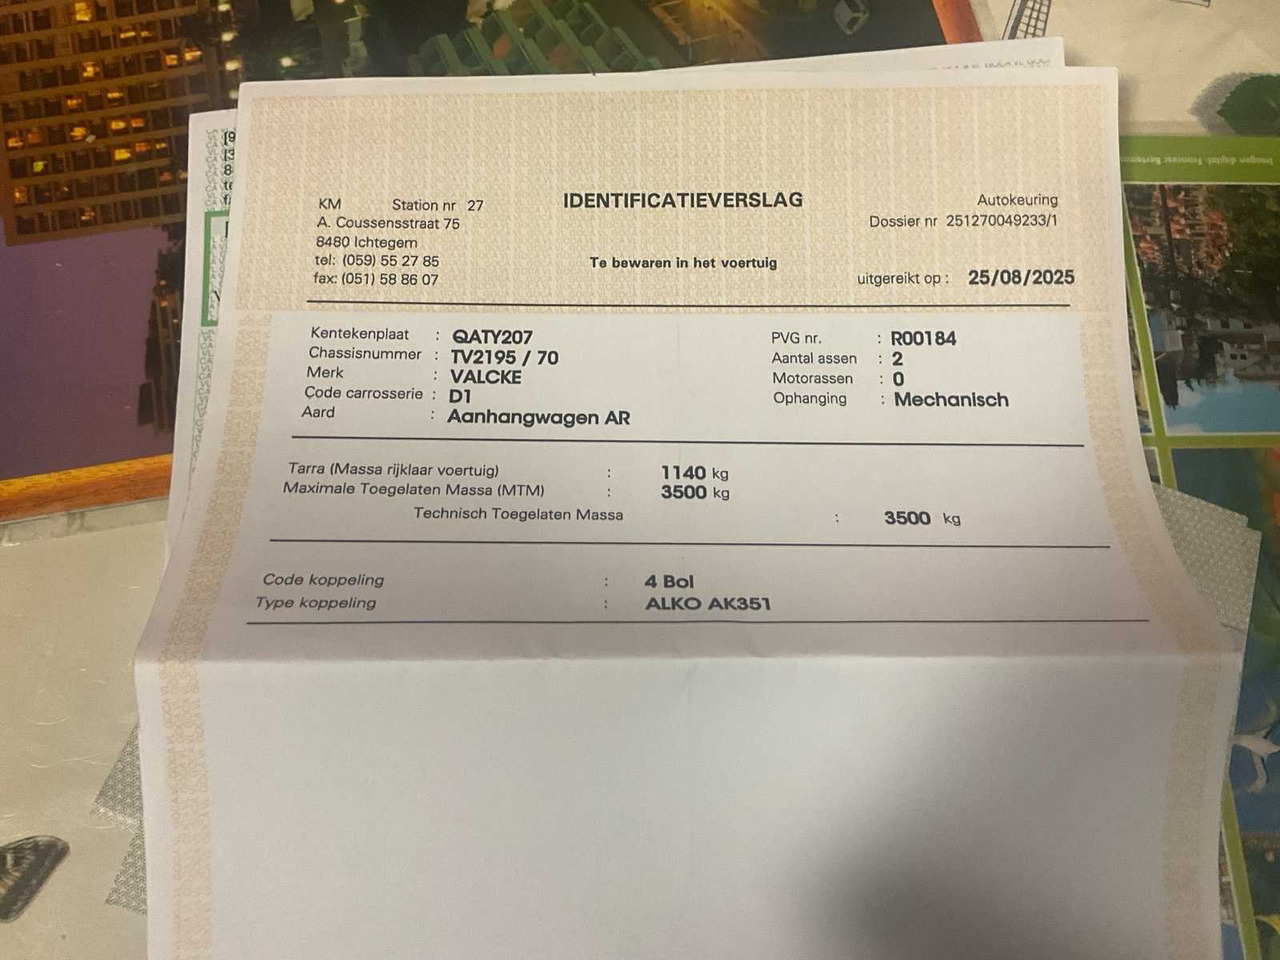 IDENTIFICATIEVERSLAG
KM Station nr 27
A. Coussensstraat 75
8480 Ichtegem
tel: (059) 55 27 85
fax: (051) 58 86 07
Te bewaren in het voertuig
Autokeuring
Dossier nr 251270049233/1
uitgereikt op : 25/08/2025
Kentekenplaat : QATY207
Chassisnummer : TV2195 / 70
Merk : VALCKE
Code carrosserie : D1
Aard : Aanhangwagen AR
PVG nr. : R00184
Aantal assen : 2
Motorassen : 0
Ophanging : Mechanisch
Tarra (Massa rijklaar voertuig) : 1140 kg
Maximale Toegelaten Massa (MTM) : 3500 kg
Technisch Toegelaten Massa : 3500 kg
Code koppeling : 4 Bol
Type koppeling : ALKO AK351